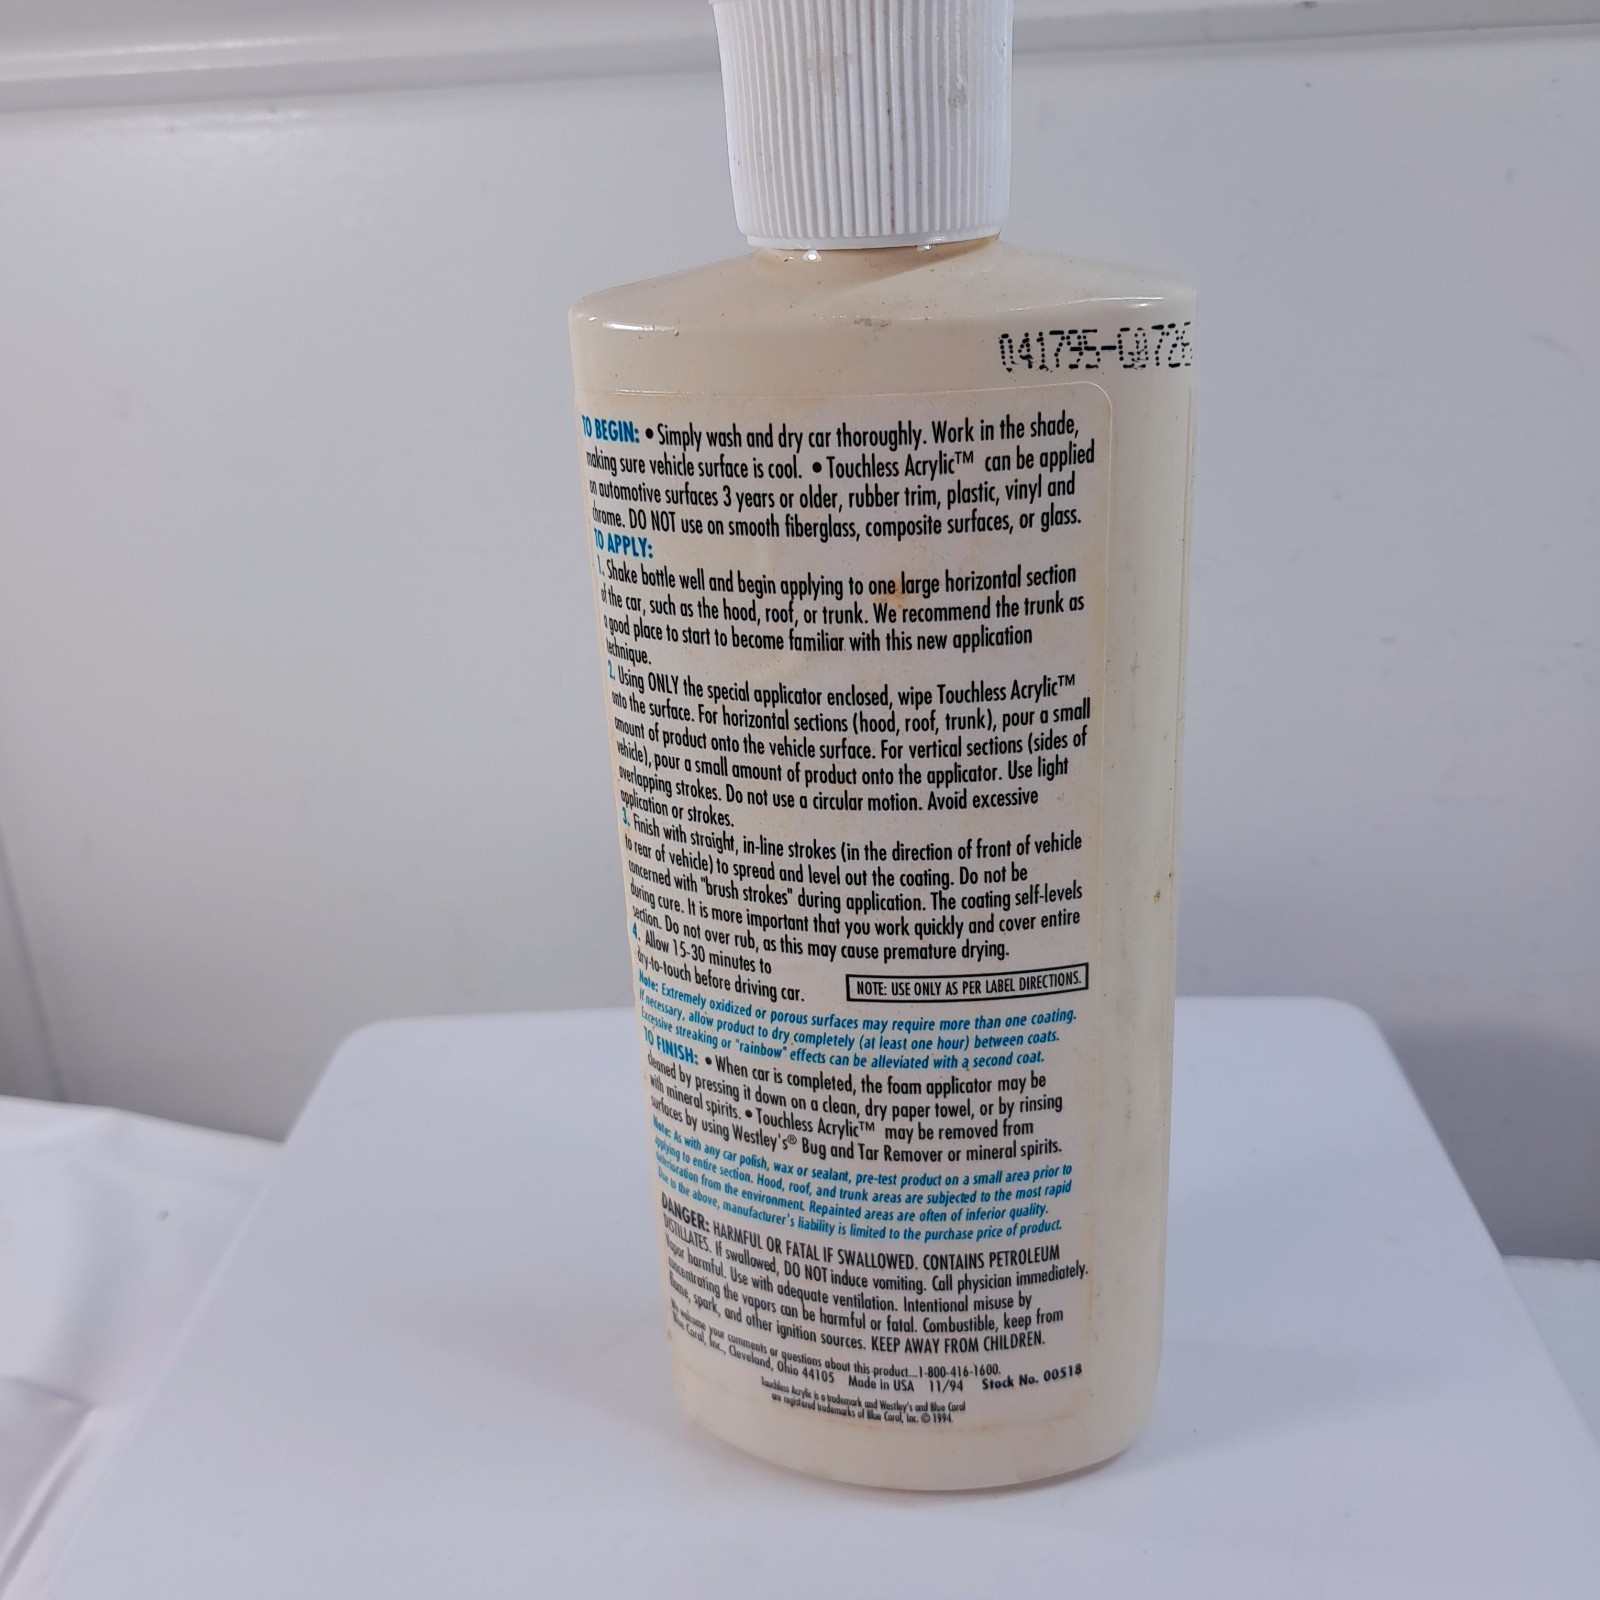 041795-G0726
TO BEGIN: • Simply wash and dry car thoroughly. Work in the shade,
making sure vehicle surface is cool. • Touchless Acrylic™ can be applied
on automotive surfaces 3 years or older, rubber trim, plastic, vinyl and
chrome. DO NOT use on smooth fiberglass, composite surfaces, or glass.
TO APPLY:
1. Shake bottle well and begin applying to one large horizontal section
of the car, such as the hood, roof, or trunk. We recommend the trunk as
a good place to start to become familiar with this new application
technique.
2. Using ONLY the special applicator enclosed, wipe Touchless Acrylic™
onto the surface. For horizontal sections (hood, roof, trunk), pour a small
amount of product onto the vehicle surface. For vertical sections (sides of
vehicle), pour a small amount of product onto the applicator. Use light
overlapping strokes. Do not use a circular motion. Avoid excessive
application or strokes.
3. Finish with straight, in-line strokes (in the direction of front of vehicle
to rear of vehicle) to spread and level out the coating. Do not be
concerned with "brush strokes" during application. The coating self-levels
during cure. It is more important that you work quickly and cover entire
section. Do not over rub, as this may cause premature drying.
4. Allow 15-30 minutes to
dry-to-touch before driving car.
NOTE: USE ONLY AS PER LABEL DIRECTIONS.
Note: Extremely oxidized or porous surfaces may require more than one coating.
If necessary, allow product to dry completely (at least one hour) between coats.
Excessive streaking or "rainbow" effects can be alleviated with a second coat.
TO FINISH: • When car is completed, the foam applicator may be
cleaned by pressing it down on a clean, dry paper towel, or by rinsing
with mineral spirits. • Touchless Acrylic™ may be removed from
surfaces by using Westley's® Bug and Tar Remover or mineral spirits.
Note: As with any car polish, wax or sealant, pre-test product on a small area prior to
applying to entire section. Hood, roof, and trunk areas are subjected to the most rapid
deterioration from the environment. Repainted areas are often of inferior quality.
Due to the above, manufacturer's liability is limited to the purchase price of product.
DANGER: HARMFUL OR FATAL IF SWALLOWED. CONTAINS PETROLEUM
DISTILLATES. If swallowed, DO NOT induce vomiting. Call physician immediately.
Vapor harmful. Use with adequate ventilation. Intentional misuse by
concentrating the vapors can be harmful or fatal. Combustible, keep from
flame, spark, and other ignition sources. KEEP AWAY FROM CHILDREN.
We welcome your comments or questions about this product...1-800-416-1600.
Blue Coral, Inc., Cleveland, Ohio 44105 Made in USA 11/94 Stock No. 00518
Touchless Acrylic is a trademark and Westley's and Blue Coral
are registered trademarks of Blue Coral, Inc. © 1994.